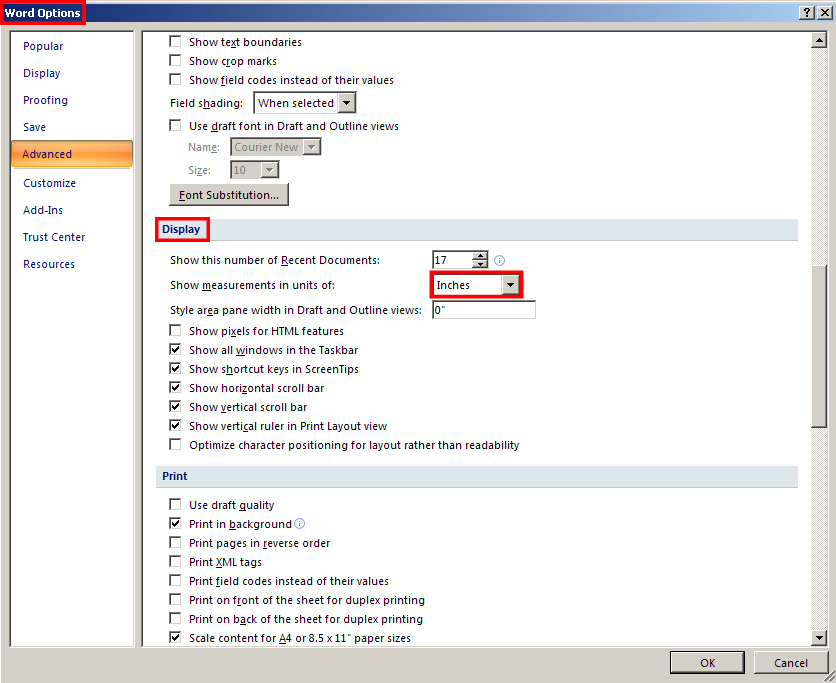 Word Options
Popular
Display
Proofing
Save
Advanced
Customize
Add-Ins
Trust Center
Resources
Show text boundaries
Show crop marks
Show field codes instead of their values
Field shading: When selected
Use draft font in Draft and Outline views
Name: Courier New
Size: 10
Font Substitution...
Display
Show this number of Recent Documents: 17
Show measurements in units of: Inches
Style area pane width in Draft and Outline views: 0"
Show pixels for HTML features
Show all windows in the Taskbar
Show shortcut keys in ScreenTips
Show horizontal scroll bar
Show vertical scroll bar
Show vertical ruler in Print Layout view
Optimize character positioning for layout rather than readability
Print
Use draft quality
Print in background
Print pages in reverse order
Print XML tags
Print field codes instead of their values
Print on front of the sheet for duplex printing
Print on back of the sheet for duplex printing
Scale content for A4 or 8.5 x 11" paper sizes
OK Cancel